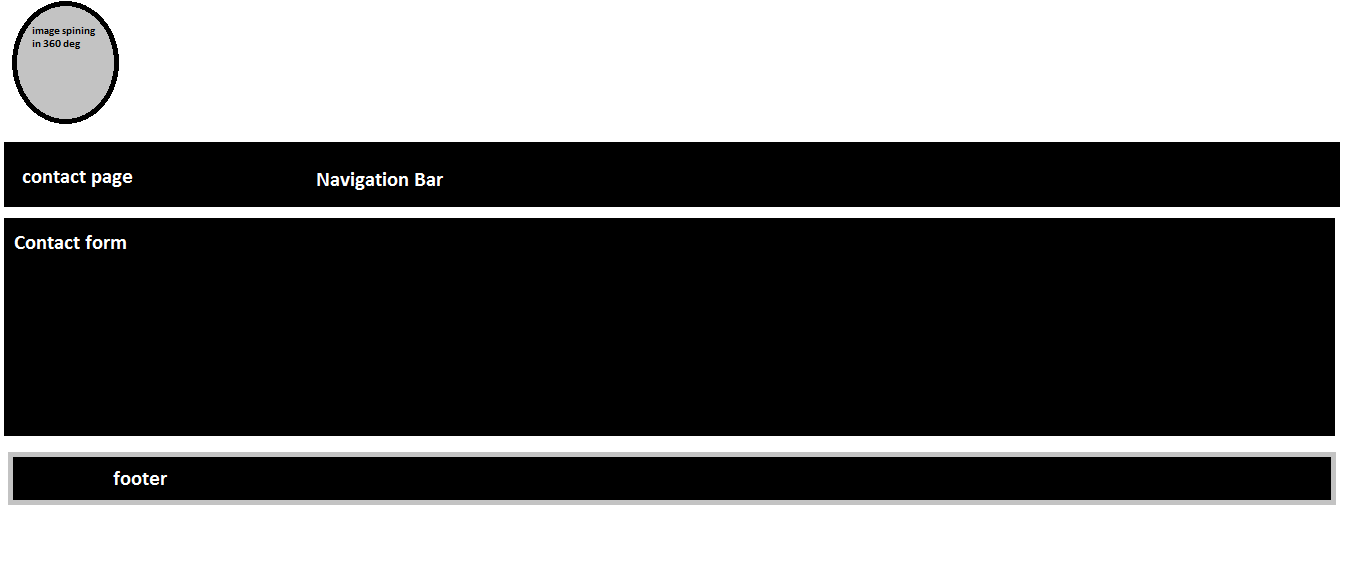 image spining
in 360 deg
contact page
Navigation Bar
Contact form
footer